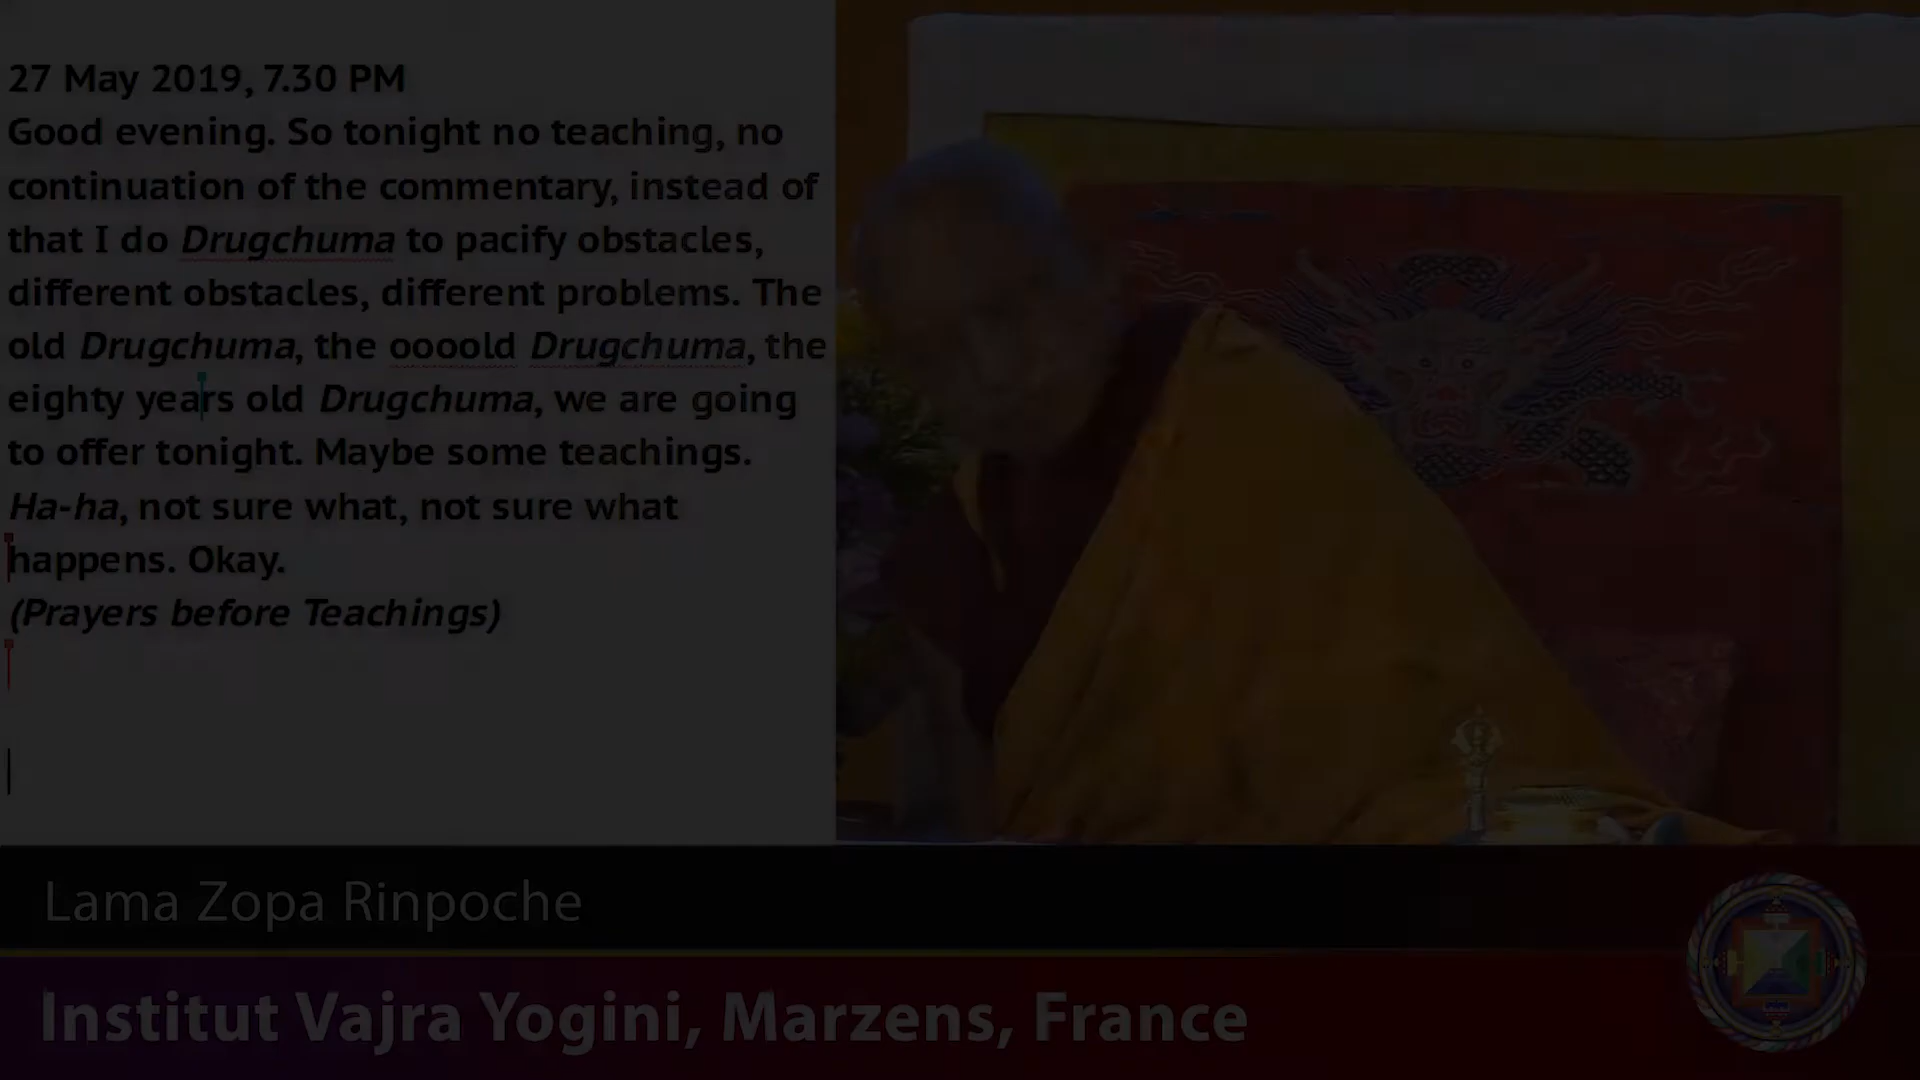 27 May 2019, 7.30 PM
Good evening. So tonight no teaching, no
continuation of the commentary, instead of
that I do Drugchuma to pacify obstacles,
different obstacles, different problems. The
old Drugchuma, the oooold Drugchuma, the
eighty years old Drugchuma, we are going
to offer tonight. Maybe some teachings.
Ha-ha, not sure what, not sure what
happens. Okay.
(Prayers before Teachings)
Lama Zopa Rinpoche
Institut Vajra Yogini, Marzens, France